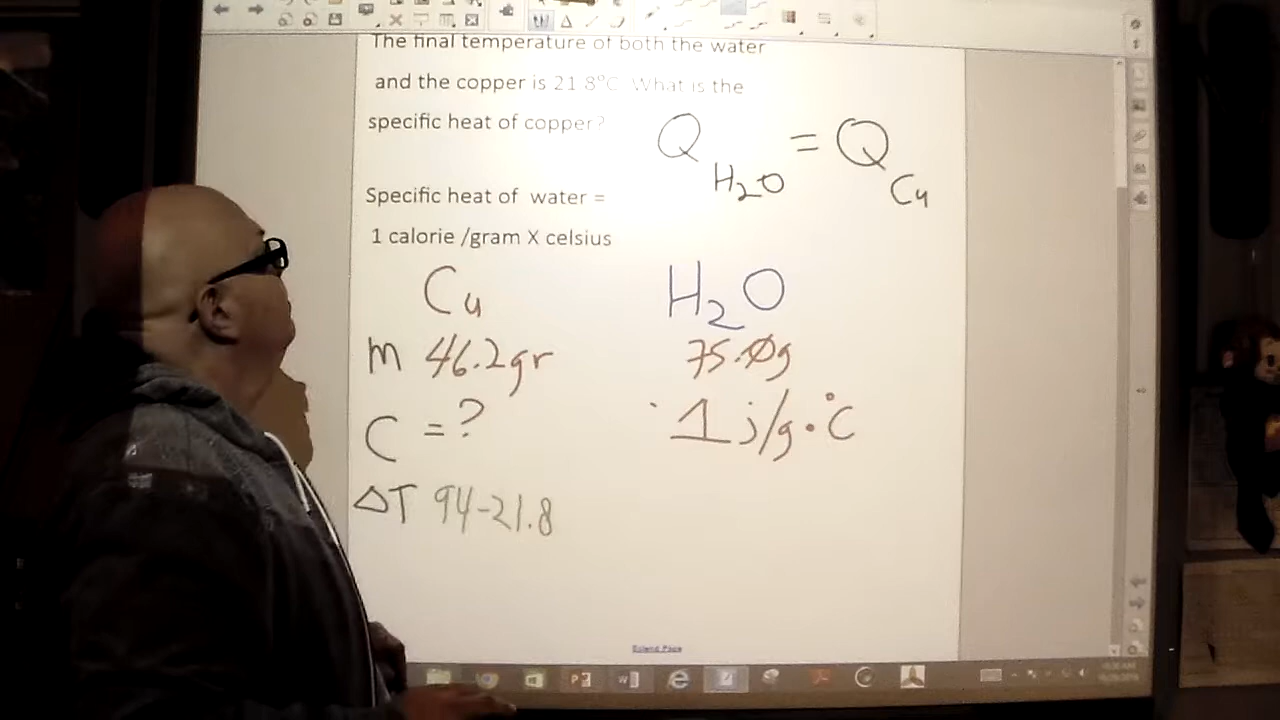 The final temperature of both the water
and the copper is 21.8°C. What is the
specific heat of copper?
Q H₂O = Q Cu
Specific heat of water =
1 calorie /gram X celsius
Cu H₂O
m 46.2gr 75.0g
C = ? 1 j/g·°C
ΔT 94-21.8
Extend Page